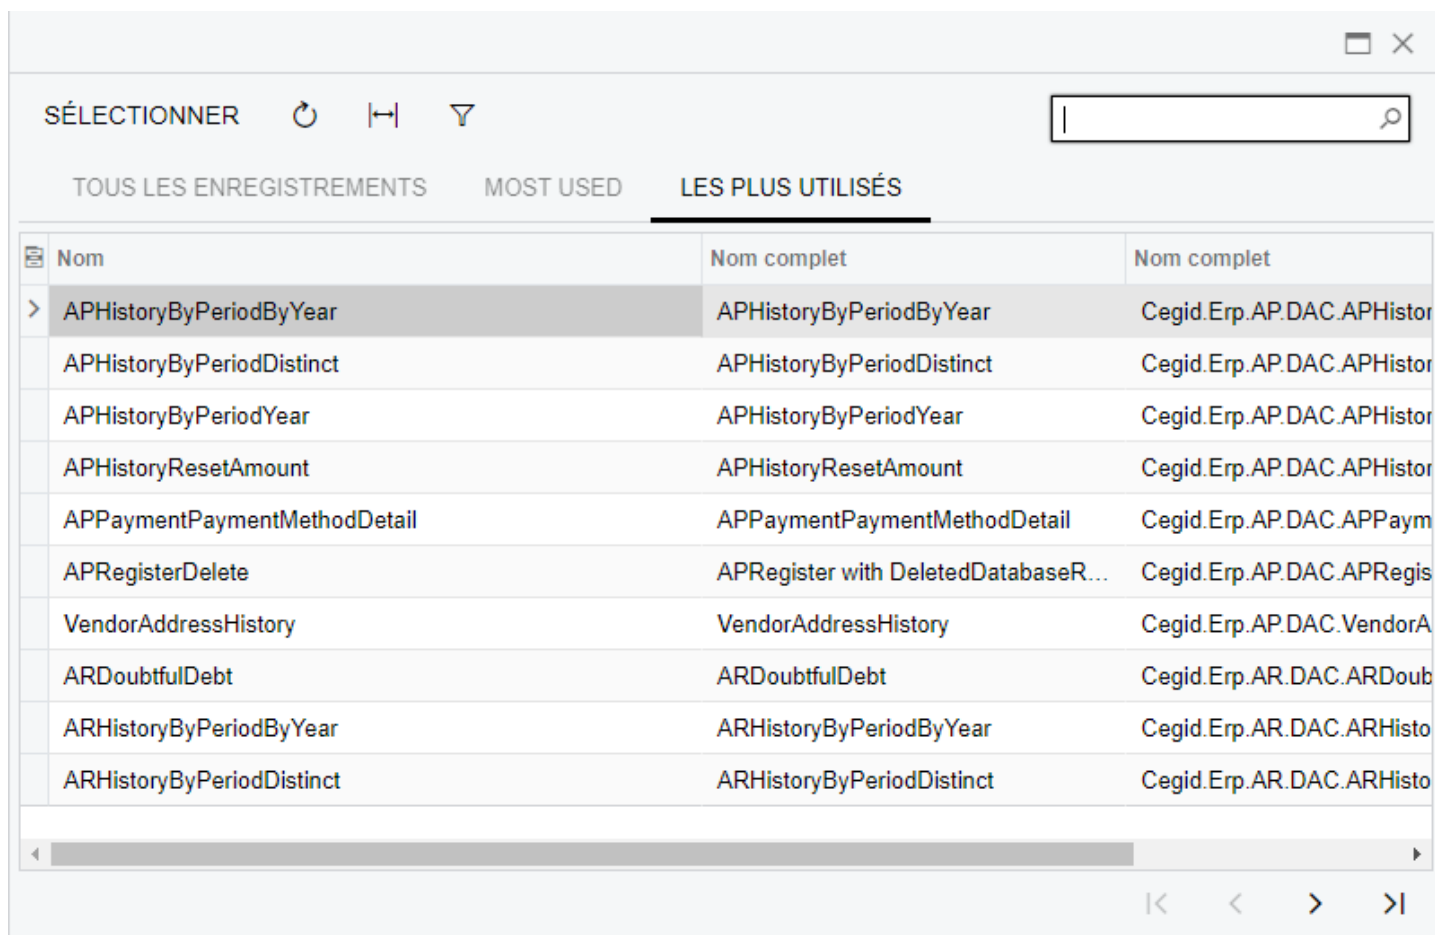 SÉLECTIONNER
TOUS LES ENREGISTREMENTS MOST USED LES PLUS UTILISÉS
Nom Nom complet Nom complet
APHistoryByPeriodByYear APHistoryByPeriodByYear Cegid.Erp.AP.DAC.APHistor
APHistoryByPeriodDistinct APHistoryByPeriodDistinct Cegid.Erp.AP.DAC.APHistor
APHistoryByPeriodYear APHistoryByPeriodYear Cegid.Erp.AP.DAC.APHistor
APHistoryResetAmount APHistoryResetAmount Cegid.Erp.AP.DAC.APHistor
APPaymentPaymentMethodDetail APPaymentPaymentMethodDetail Cegid.Erp.AP.DAC.APPaym
APRegisterDelete APRegister with DeletedDatabaseR... Cegid.Erp.AP.DAC.APRegis
VendorAddressHistory VendorAddressHistory Cegid.Erp.AP.DAC.VendorA
ARDoubtfulDebt ARDoubtfulDebt Cegid.Erp.AR.DAC.ARDoub
ARHistoryByPeriodByYear ARHistoryByPeriodByYear Cegid.Erp.AR.DAC.ARHisto
ARHistoryByPeriodDistinct ARHistoryByPeriodDistinct Cegid.Erp.AR.DAC.ARHisto